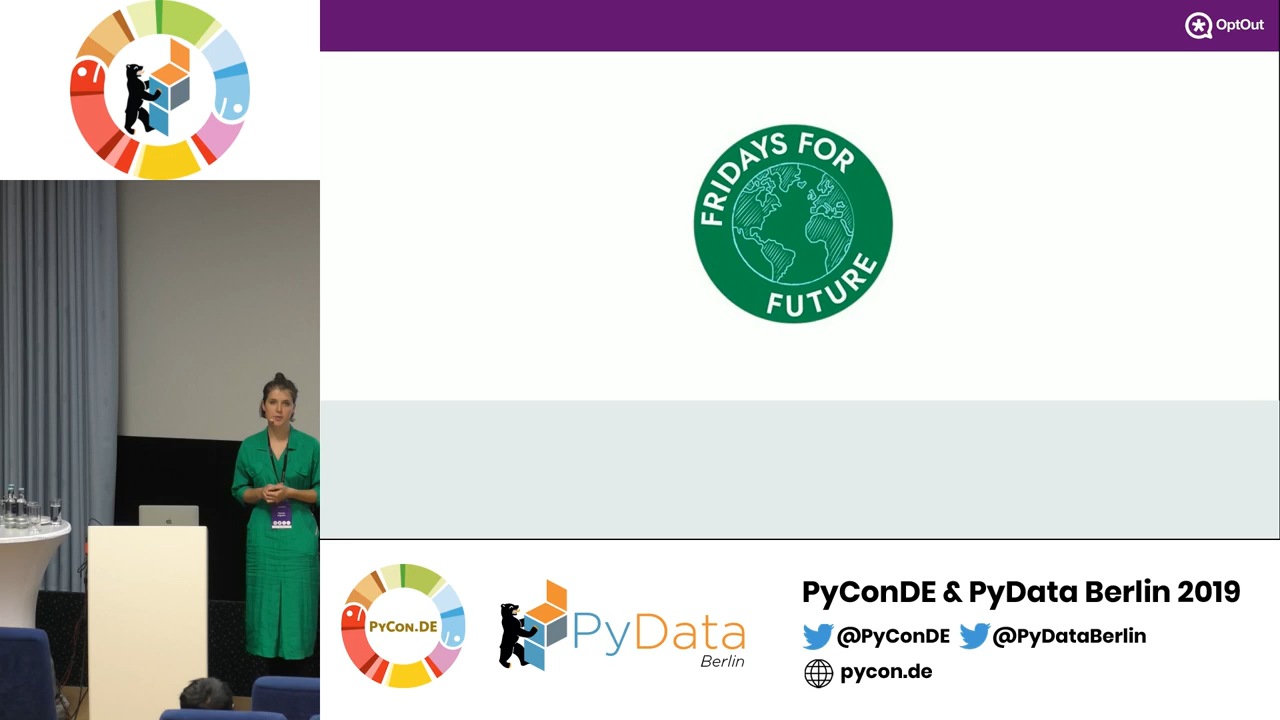 OptOut
FRIDAYS FOR
FUTURE
PyCon.DE
PyData
Berlin
PyConDE & PyData Berlin 2019
@PyConDE @PyDataBerlin
pycon.de